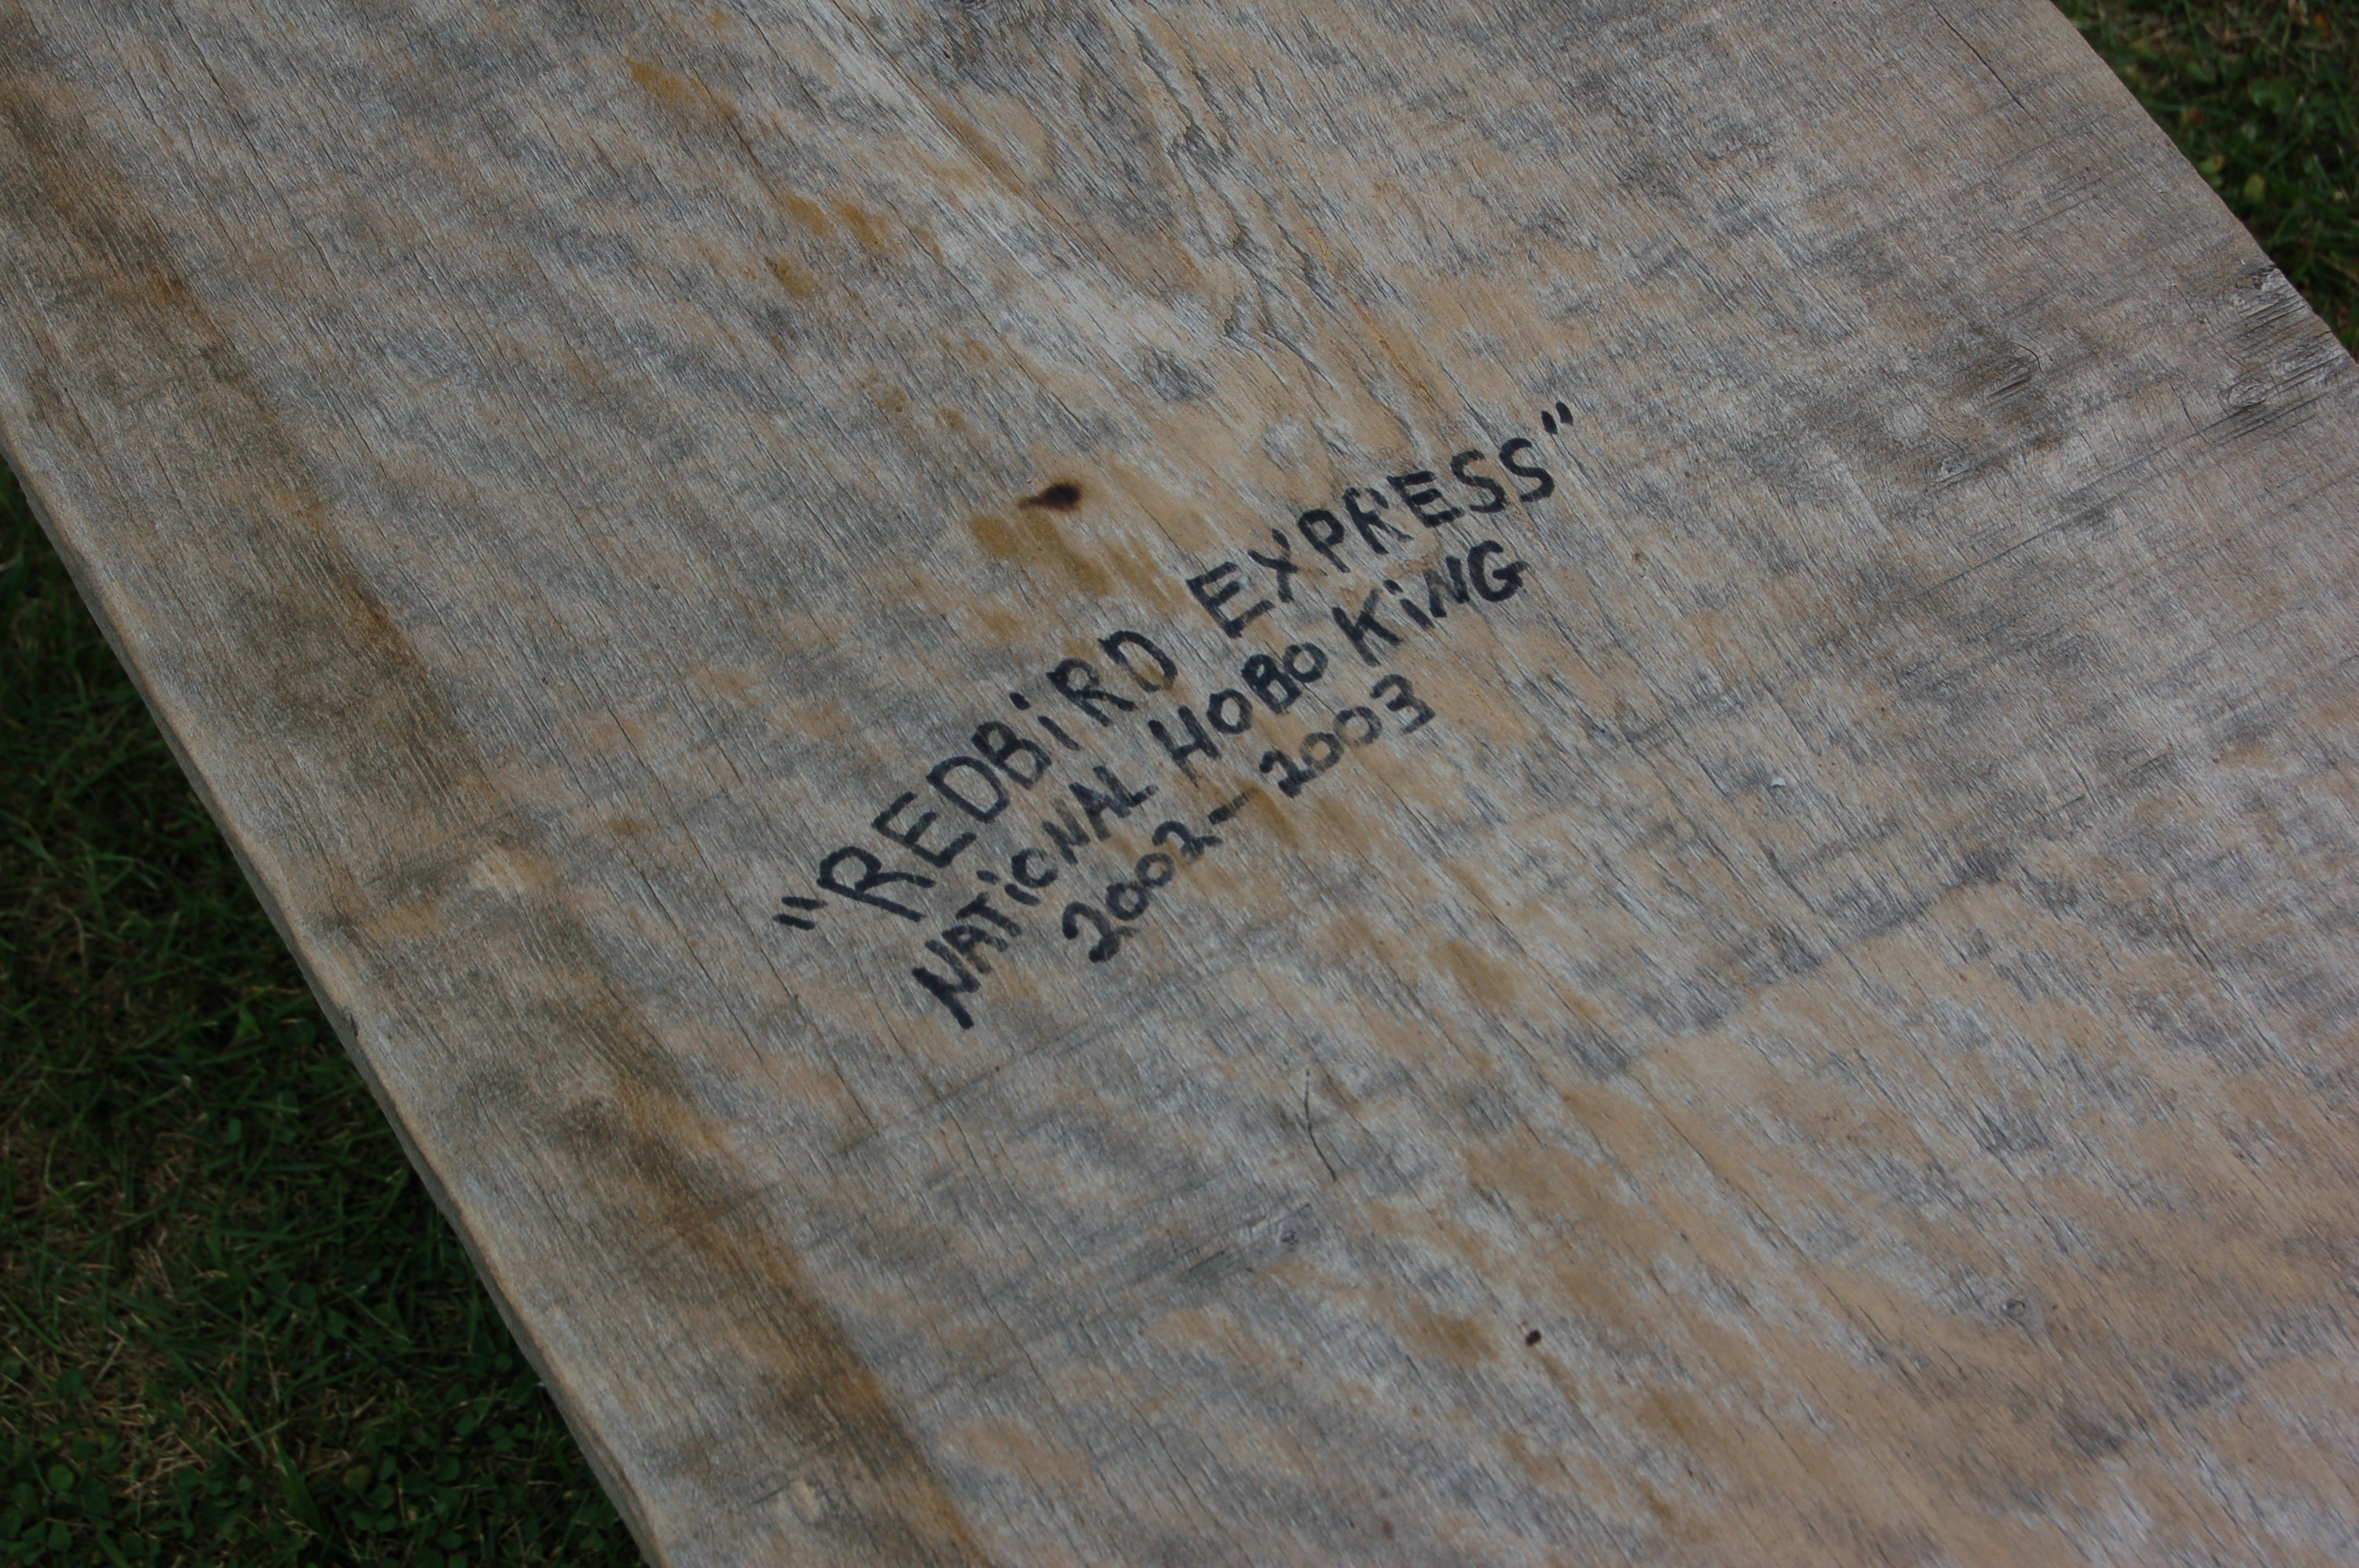 "REDBiRD EXPRESS"
NATiONAL HOBO KiNG
2002-2003